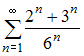 ∞
∑ (2ⁿ + 3ⁿ) / 6ⁿ
n=1